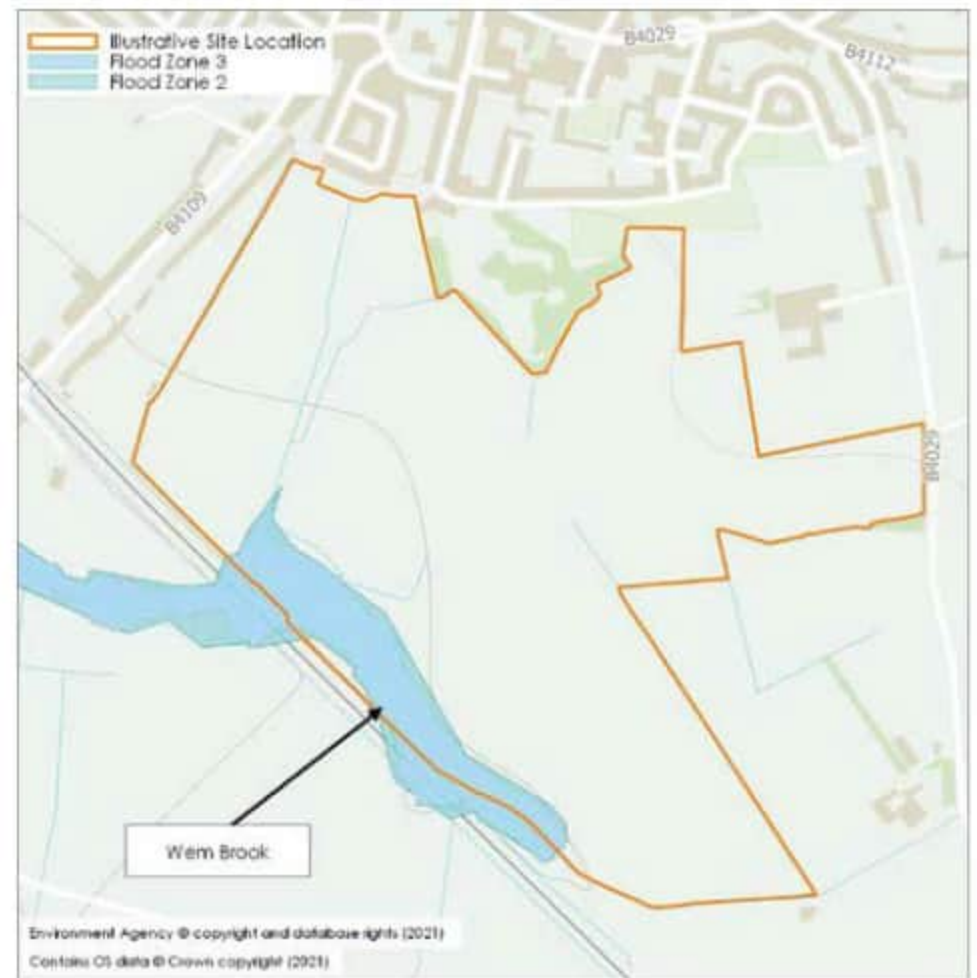 Illustrative Site Location
Flood Zone 3
Flood Zone 2
B4029
B4112
B4109
B4029
Wem Brook
Environment Agency © copyright and database rights (2021)
Contains OS data © Crown copyright (2021)